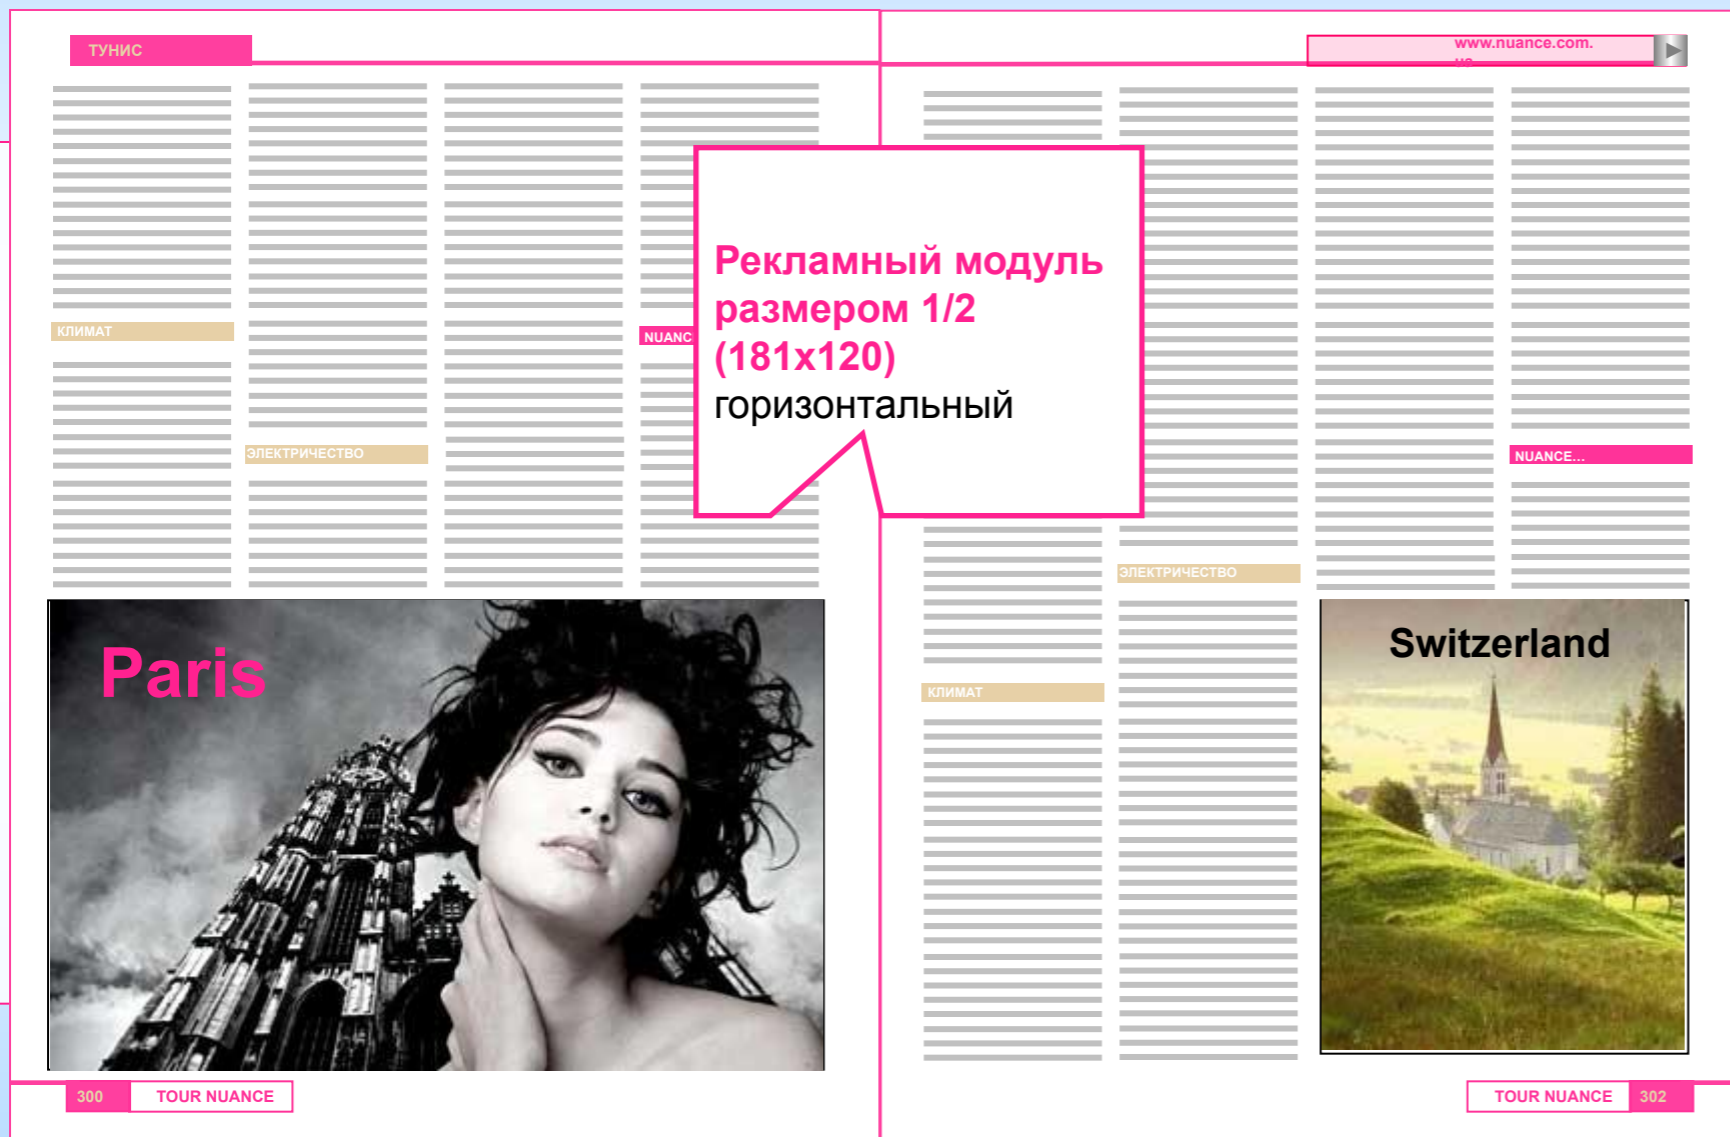 ТУНИС
www.nuance.com.
КЛИМАТ
ЭЛЕКТРИЧЕСТВО
NUANC
Рекламный модуль
размером 1/2
(181x120)
горизонтальный
NUANCE...
ЭЛЕКТРИЧЕСТВО
КЛИМАТ
Paris
Switzerland
300
TOUR NUANCE
TOUR NUANCE
302